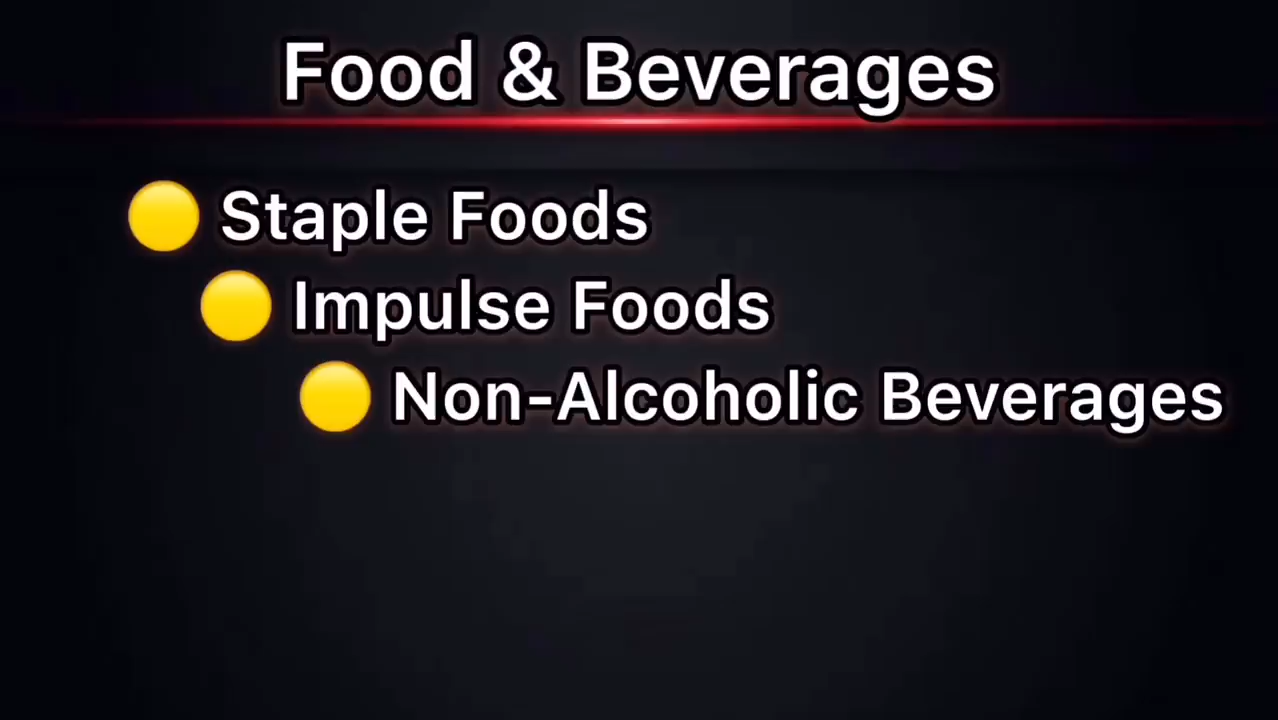 Food & Beverages
Staple Foods
Impulse Foods
Non-Alcoholic Beverages